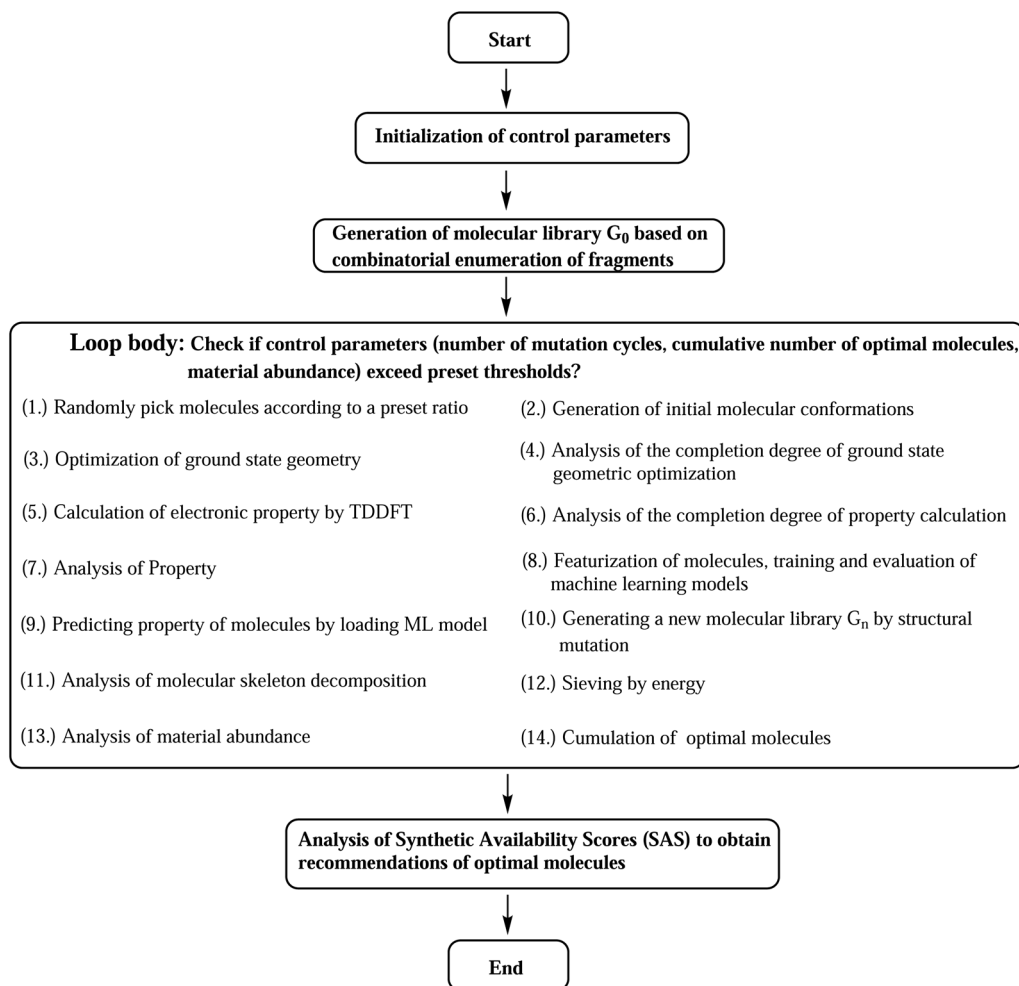 Start
Initialization of control parameters
Generation of molecular library G₀ based on
combinatorial enumeration of fragments
Loop body: Check if control parameters (number of mutation cycles, cumulative number of optimal molecules,
material abundance) exceed preset thresholds?
(1.) Randomly pick molecules according to a preset ratio
(2.) Generation of initial molecular conformations
(3.) Optimization of ground state geometry
(4.) Analysis of the completion degree of ground state
geometric optimization
(5.) Calculation of electronic property by TDDFT
(6.) Analysis of the completion degree of property calculation
(7.) Analysis of Property
(8.) Featurization of molecules, training and evaluation of
machine learning models
(9.) Predicting property of molecules by loading ML model
(10.) Generating a new molecular library Gₙ by structural
mutation
(11.) Analysis of molecular skeleton decomposition
(12.) Sieving by energy
(13.) Analysis of material abundance
(14.) Cumulation of optimal molecules
Analysis of Synthetic Availability Scores (SAS) to obtain
recommendations of optimal molecules
End